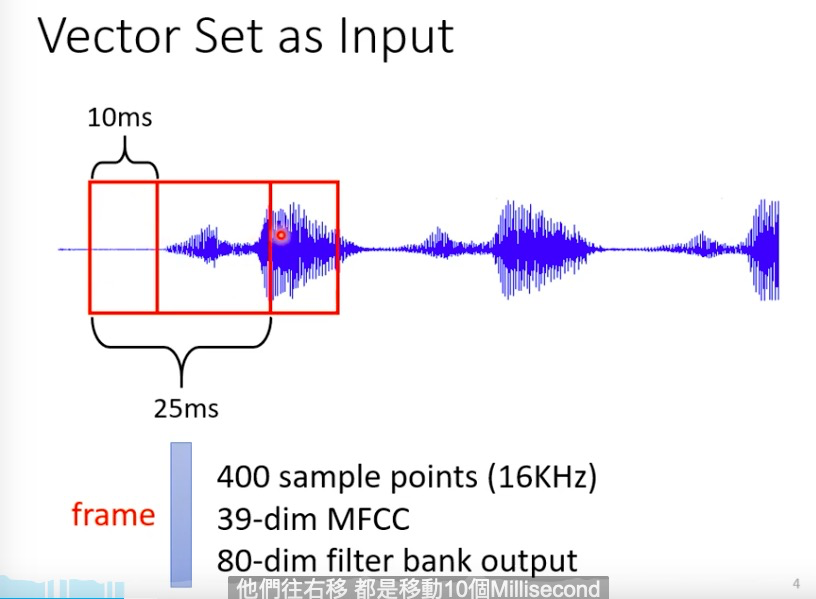 Vector Set as Input
10ms
25ms
400 sample points (16KHz)
frame
39-dim MFCC
80-dim filter bank output
他們往右移 都是移動10個Millisecond
4